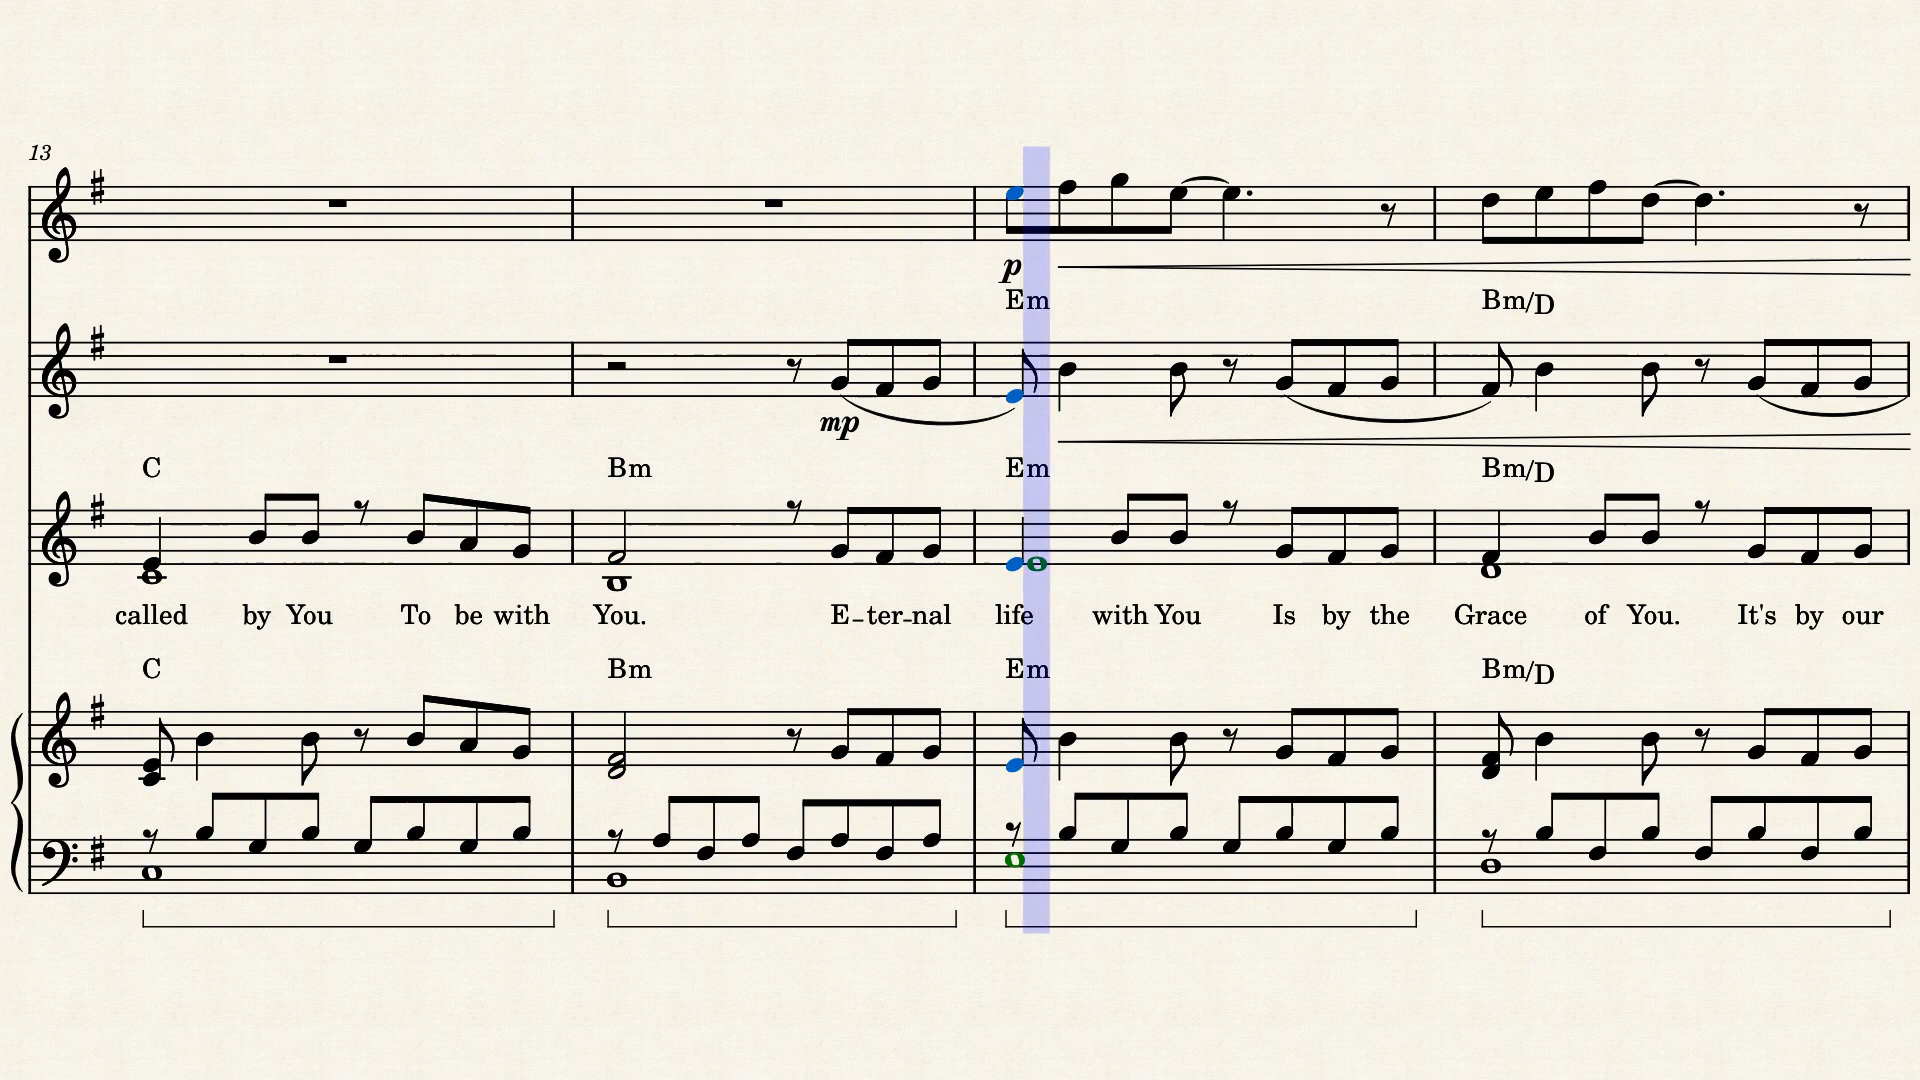 13
p
Em Bm/D
mp
C Bm Em Bm/D
called by You To be with You. E-ter-nal life with You Is by the Grace of You. It's by our
C Bm Em Bm/D